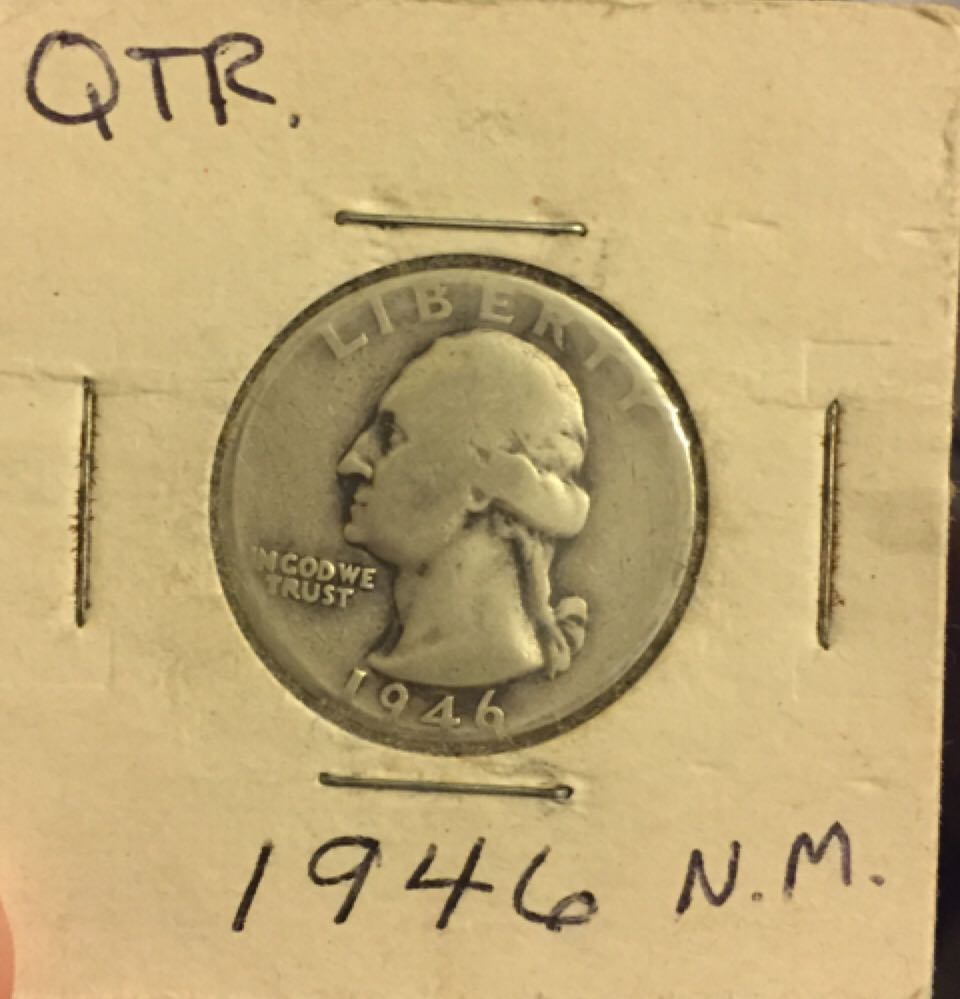 QTR.
LIBERTY
IN GOD WE
TRUST
1946
1946 N.M.